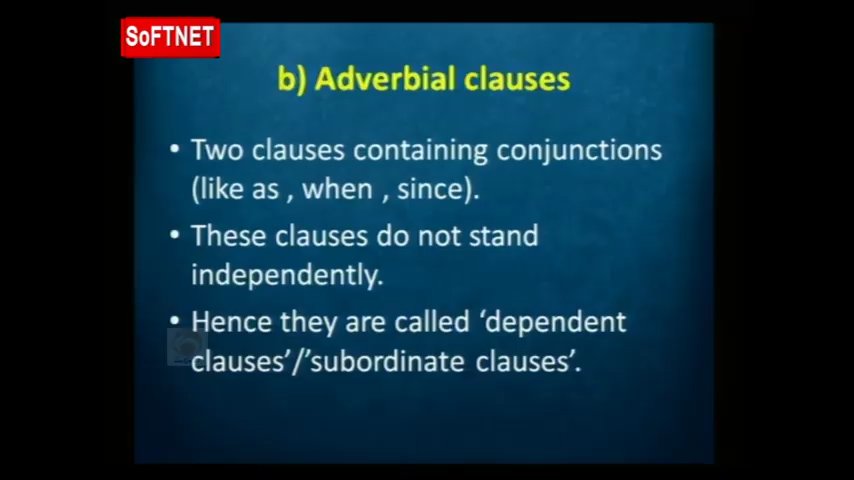 SoFTNET
b) Adverbial clauses
• Two clauses containing conjunctions
(like as , when , since).
• These clauses do not stand
independently.
• Hence they are called ‘dependent
clauses’/’subordinate clauses’.